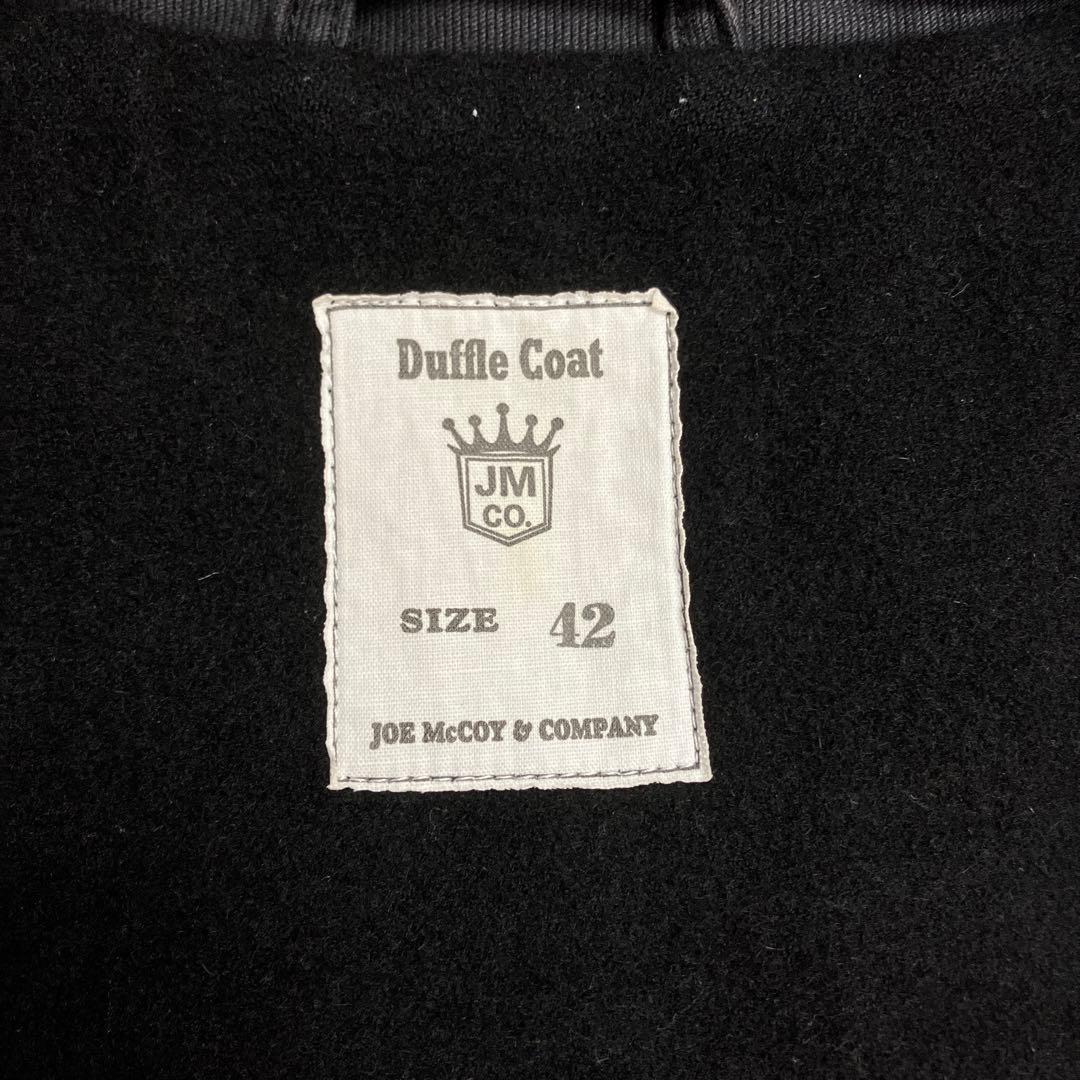 Duffle Coat
JM
CO.
SIZE 42
JOE McCOY & COMPANY